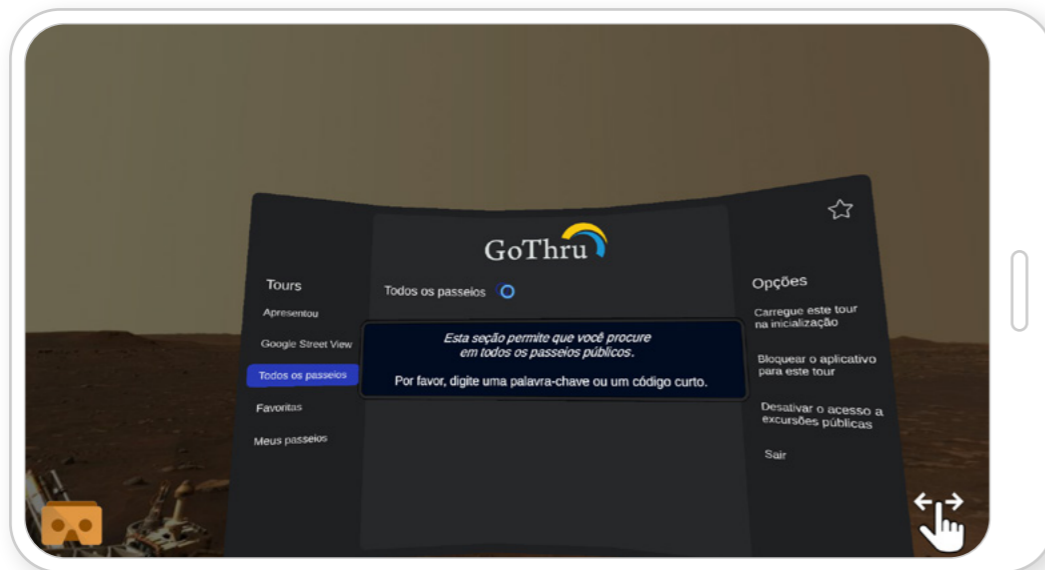 GoThru
Tours
Apresentou
Google Street View
Todos os passeios
Favoritas
Meus passeios
Todos os passeios
Esta seção permite que você procure
em todos os passeios públicos.
Por favor, digite uma palavra-chave ou um código curto.
Opções
Carregue este tour
na inicialização
Bloquear o aplicativo
para este tour
Desativar o acesso a
excursões públicas
Sair